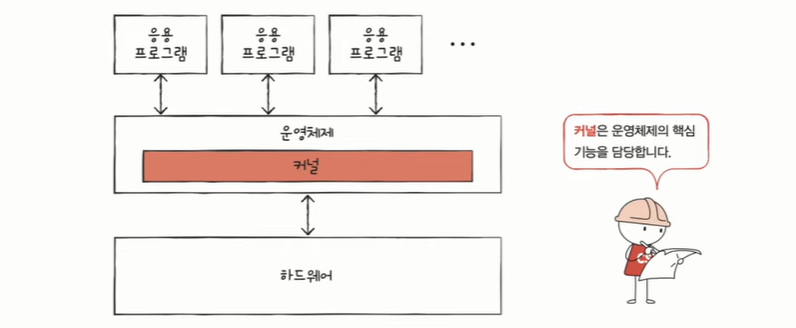 응용
프로그램
응용
프로그램
응용
프로그램
...
운영체제
커널
하드웨어
커널은 운영체제의 핵심
기능을 담당합니다.
CS